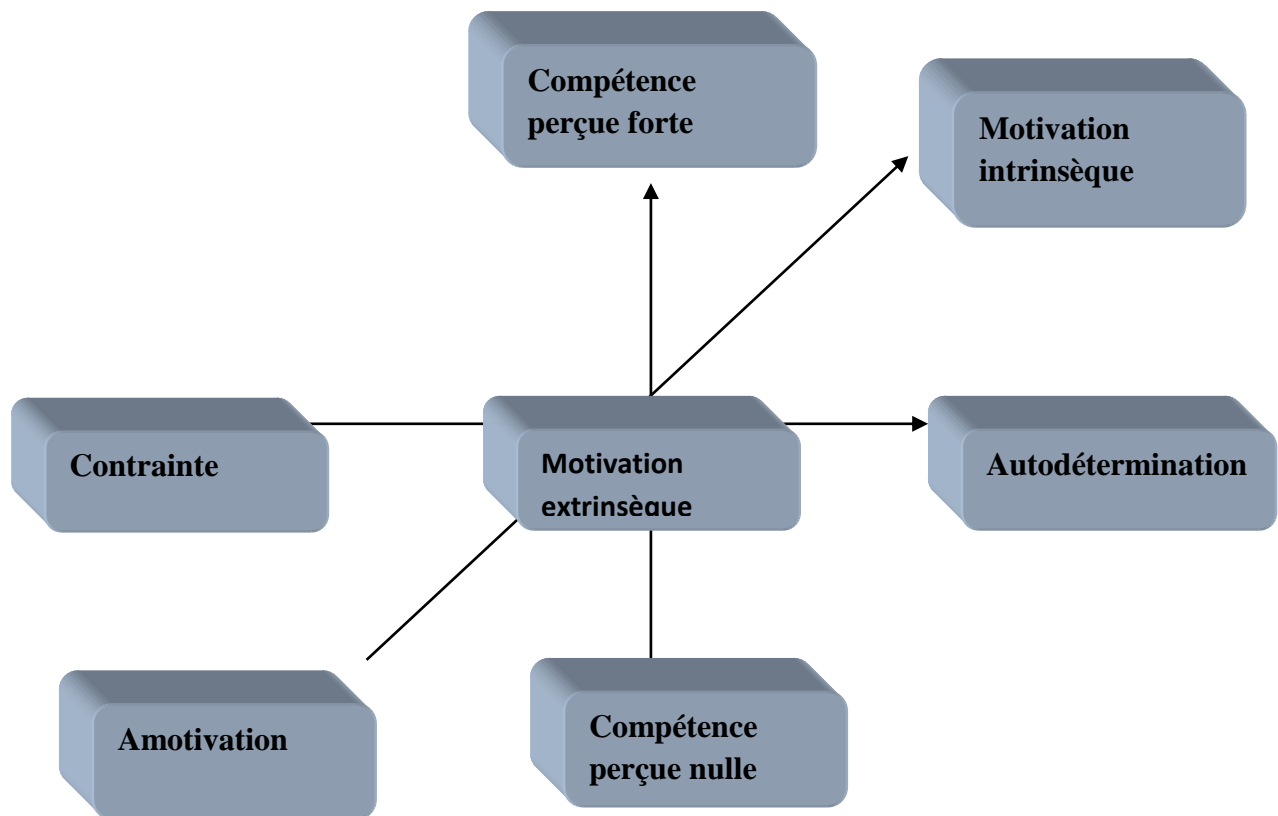 Compétence
perçue forte
Motivation
intrinsèque
Contrainte
Motivation
extrinsèque
Autodétermination
Amotivation
Compétence
perçue nulle